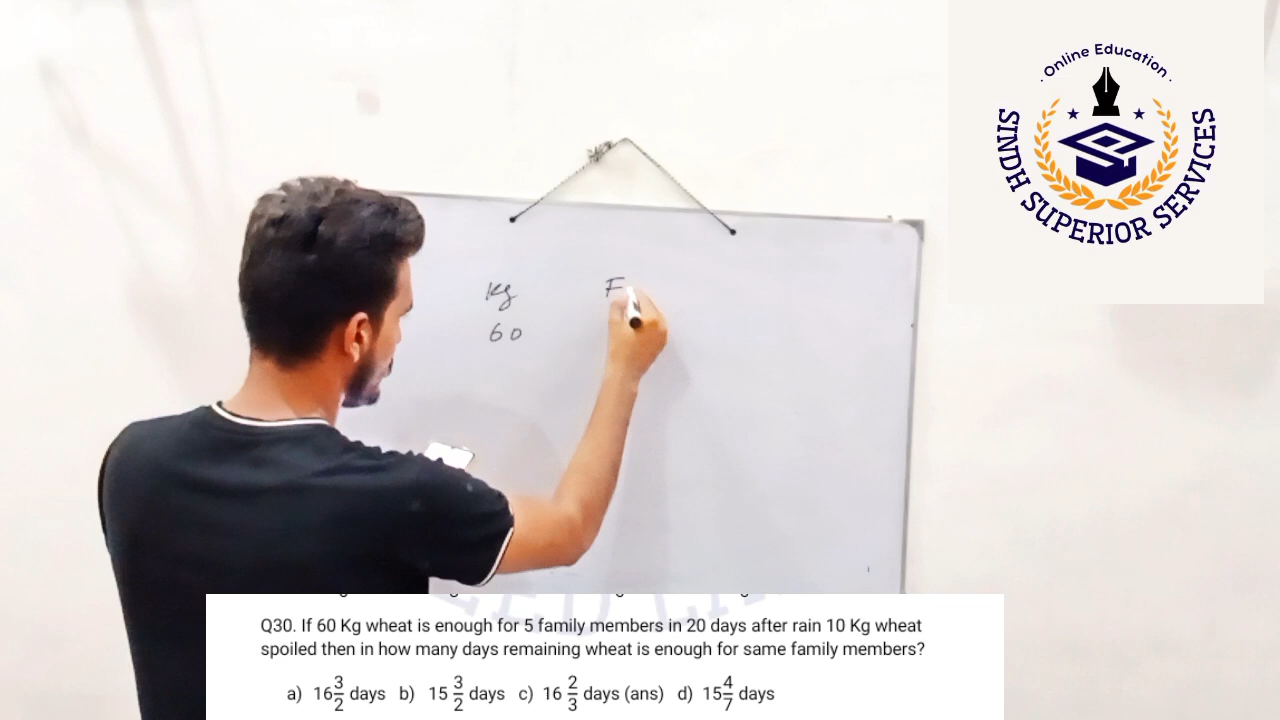 · Online Education ·
SINDH SUPERIOR SERVICES
Kg F
60
Q30. If 60 Kg wheat is enough for 5 family members in 20 days after rain 10 Kg wheat
spoiled then in how many days remaining wheat is enough for same family members?
a) 16 3/2 days b) 15 3/2 days c) 16 2/3 days (ans) d) 15 4/7 days